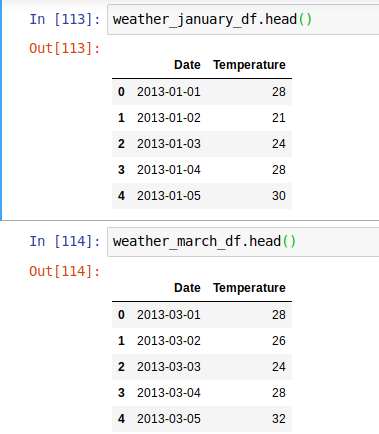 In [113]: weather_january_df.head()
Out[113]:
Date Temperature
0 2013-01-01 28
1 2013-01-02 21
2 2013-01-03 24
3 2013-01-04 28
4 2013-01-05 30
In [114]: weather_march_df.head()
Out[114]:
Date Temperature
0 2013-03-01 28
1 2013-03-02 26
2 2013-03-03 24
3 2013-03-04 28
4 2013-03-05 32